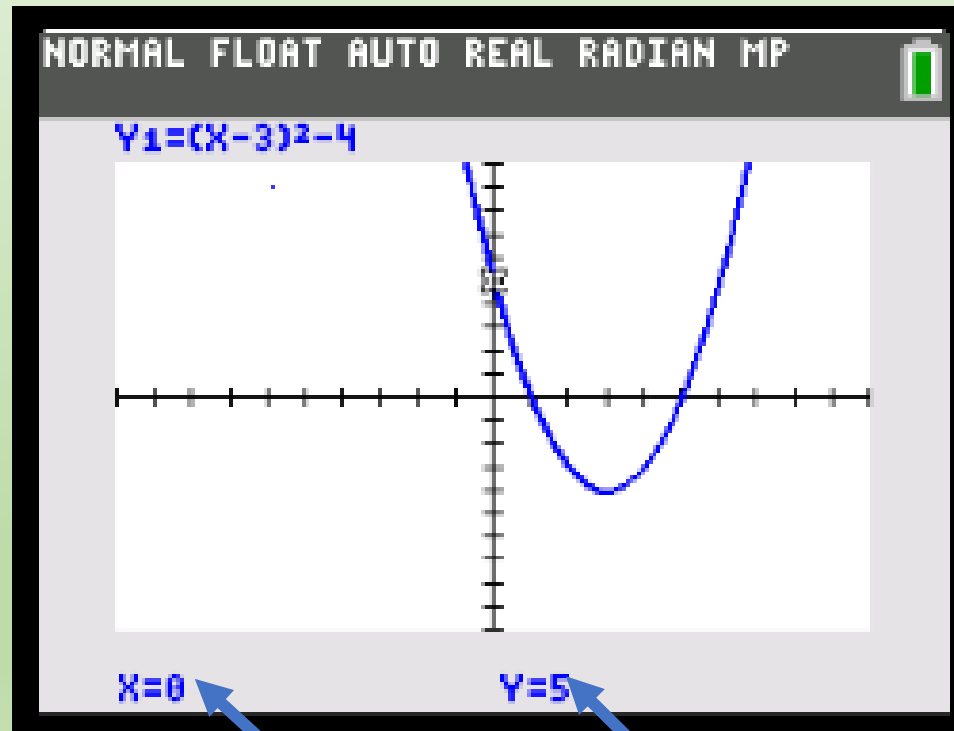 NORMAL FLOAT AUTO REAL RADIAN MP
Y1=(X-3)²-4
X=0 Y=5